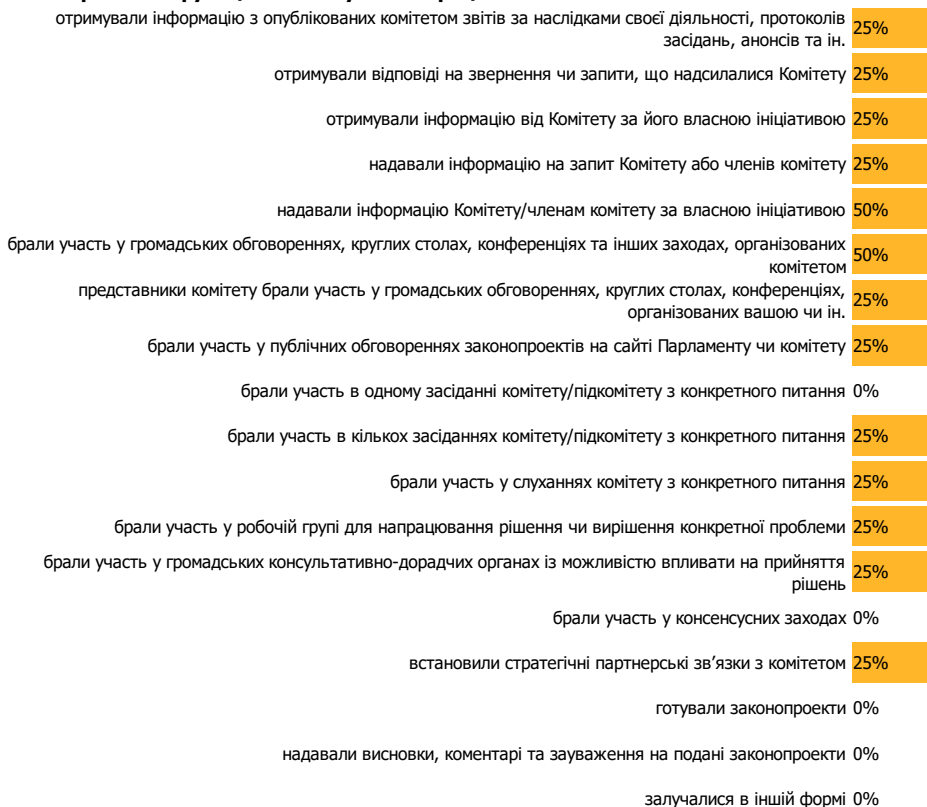 отримували інформацію з опублікованих комітетом звітів за наслідками своєї діяльності, протоколів
засідань, анонсів та ін. 25%
отримували відповіді на звернення чи запити, що надсилалися Комітету 25%
отримували інформацію від Комітету за його власною ініціативою 25%
надавали інформацію на запит Комітету або членів комітету 25%
надавали інформацію Комітету/членам комітету за власною ініціативою 50%
брали участь у громадських обговореннях, круглих столах, конференціях та інших заходах, організованих
комітетом 50%
представники комітету брали участь у громадських обговореннях, круглих столах, конференціях,
організованих вашою чи ін. 25%
брали участь у публічних обговореннях законопроектів на сайті Парламенту чи комітету 25%
брали участь в одному засіданні комітету/підкомітету з конкретного питання 0%
брали участь в кількох засіданнях комітету/підкомітету з конкретного питання 25%
брали участь у слуханнях комітету з конкретного питання 25%
брали участь у робочій групі для напрацювання рішення чи вирішення конкретної проблеми 25%
брали участь у громадських консультативно-дорадчих органах із можливістю впливати на прийняття
рішень 25%
брали участь у консенсусних заходах 0%
встановили стратегічні партнерські зв’язки з комітетом 25%
готували законопроекти 0%
надавали висновки, коментарі та зауваження на подані законопроекти 0%
залучалися в іншій формі 0%